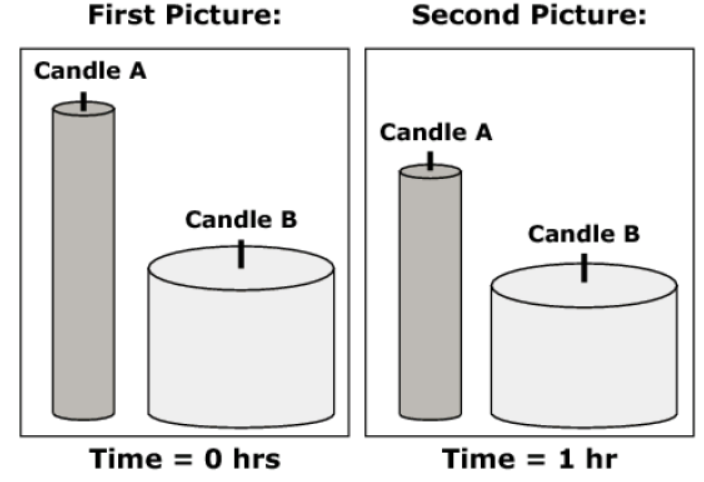 First Picture:
Second Picture:
Candle A
Candle B
Candle A
Candle B
Time = 0 hrs
Time = 1 hr